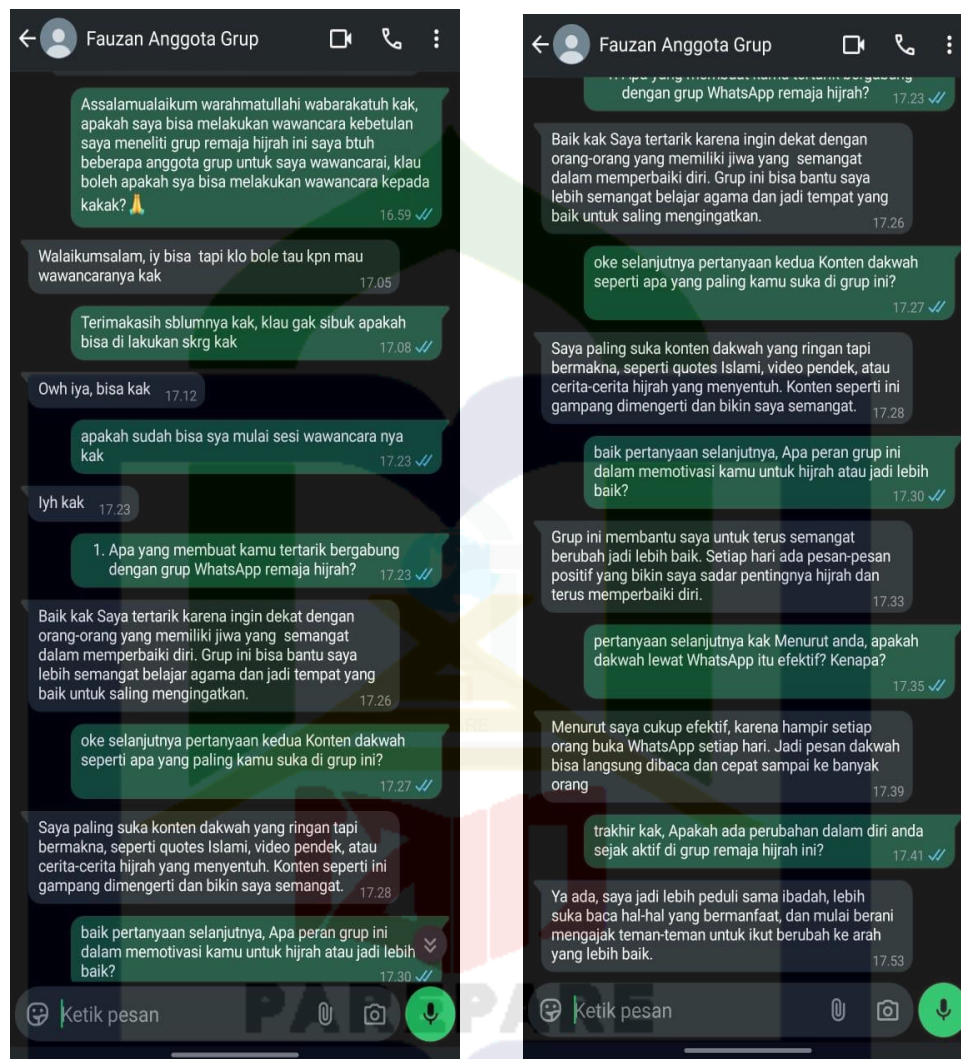 Fauzan Anggota Grup
Assalamualaikum warahmatullahi wabarakatuh kak,
apakah saya bisa melakukan wawancara kebetulan
saya meneliti grup remaja hijrah ini saya btuh
beberapa anggota grup untuk saya wawancarai, klau
boleh apakah sya bisa melakukan wawancara kepada
kakak?🙏
16.59
Walaikumsalam, iy bisa tapi klo bole tau kpn mau
wawancaranya kak
17.05
Terimakasih sblumnya kak, klau gak sibuk apakah
bisa di lakukan skrg kak
17.08
Owh iya, bisa kak 17.12
apakah sudah bisa sya mulai sesi wawancara nya
kak
17.23
Iyh kak 17.23
1. Apa yang membuat kamu tertarik bergabung
dengan grup WhatsApp remaja hijrah? 17.23
Baik kak Saya tertarik karena ingin dekat dengan
orang-orang yang memiliki jiwa yang semangat
dalam memperbaiki diri. Grup ini bisa bantu saya
lebih semangat belajar agama dan jadi tempat yang
baik untuk saling mengingatkan. 17.26
oke selanjutnya pertanyaan kedua Konten dakwah
seperti apa yang paling kamu suka di grup ini?
17.27
Saya paling suka konten dakwah yang ringan tapi
bermakna, seperti quotes Islami, video pendek, atau
cerita-cerita hijrah yang menyentuh. Konten seperti ini
gampang dimengerti dan bikin saya semangat. 17.28
baik pertanyaan selanjutnya, Apa peran grup ini
dalam memotivasi kamu untuk hijrah atau jadi lebih
baik?
17.30
Ketik pesan
Fauzan Anggota Grup
1. Apa yang membuat kamu tertarik bergabung
dengan grup WhatsApp remaja hijrah? 17.23
Baik kak Saya tertarik karena ingin dekat dengan
orang-orang yang memiliki jiwa yang semangat
dalam memperbaiki diri. Grup ini bisa bantu saya
lebih semangat belajar agama dan jadi tempat yang
baik untuk saling mengingatkan. 17.26
oke selanjutnya pertanyaan kedua Konten dakwah
seperti apa yang paling kamu suka di grup ini?
17.27
Saya paling suka konten dakwah yang ringan tapi
bermakna, seperti quotes Islami, video pendek, atau
cerita-cerita hijrah yang menyentuh. Konten seperti ini
gampang dimengerti dan bikin saya semangat. 17.28
baik pertanyaan selanjutnya, Apa peran grup ini
dalam memotivasi kamu untuk hijrah atau jadi lebih
baik?
17.30
Grup ini membantu saya untuk terus semangat
berubah jadi lebih baik. Setiap hari ada pesan-pesan
positif yang bikin saya sadar pentingnya hijrah dan
terus memperbaiki diri. 17.33
pertanyaan selanjutnya kak Menurut anda, apakah
dakwah lewat WhatsApp itu efektif? Kenapa?
17.35
Menurut saya cukup efektif, karena hampir setiap
orang buka WhatsApp setiap hari. Jadi pesan dakwah
bisa langsung dibaca dan cepat sampai ke banyak
orang 17.39
trakhir kak, Apakah ada perubahan dalam diri anda
sejak aktif di grup remaja hijrah ini? 17.41
Ya ada, saya jadi lebih peduli sama ibadah, lebih
suka baca hal-hal yang bermanfaat, dan mulai berani
mengajak teman-teman untuk ikut berubah ke arah
yang lebih baik. 17.53
Ketik pesan
PAREPARE